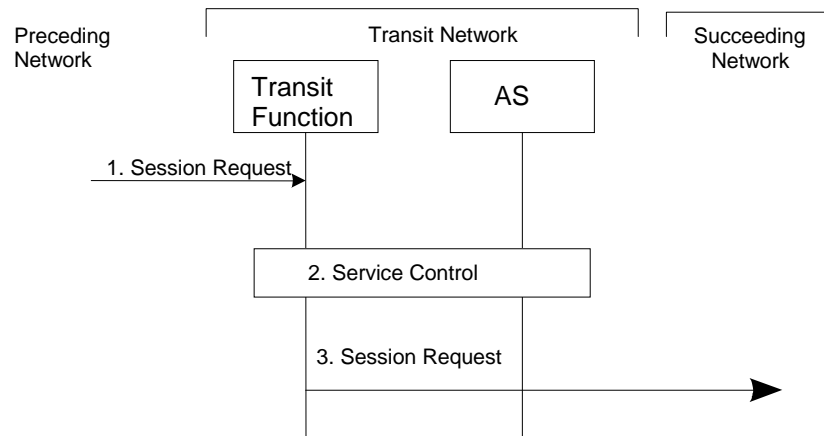 Preceding
Network
Transit Network
Succeeding
Network
Transit
Function
AS
1. Session Request
2. Service Control
3. Session Request